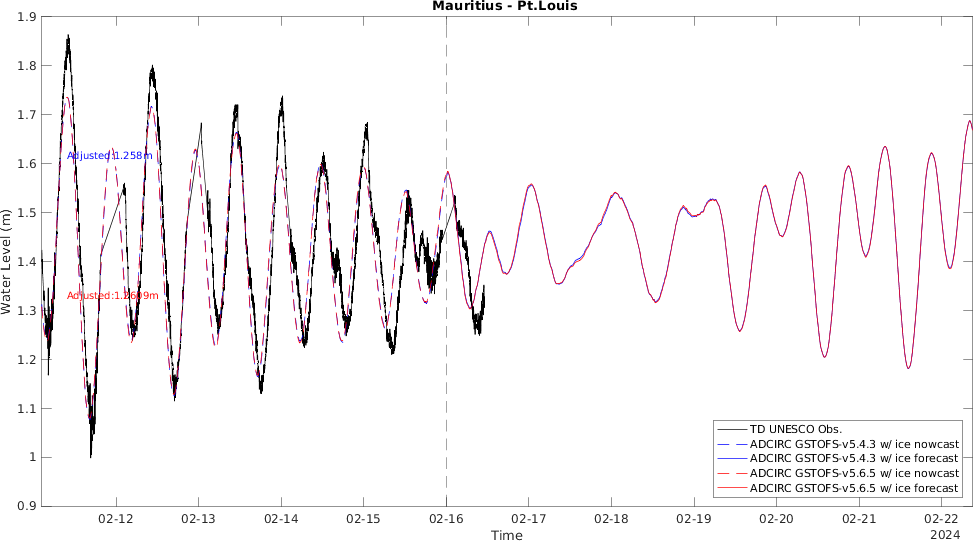 Mauritius - Pt.Louis
1.9
1.8
1.7
1.6
1.5
1.4
1.3
1.2
1.1
1
0.9
Water Level (m)
Adjusted:1.258m
Adjusted:1.2609m
TD UNESCO Obs.
ADCIRC GSTOFS-v5.4.3 w/ ice nowcast
ADCIRC GSTOFS-v5.4.3 w/ ice forecast
ADCIRC GSTOFS-v5.6.5 w/ ice nowcast
ADCIRC GSTOFS-v5.6.5 w/ ice forecast
02-12 02-13 02-14 02-15 02-16 02-17 02-18 02-19 02-20 02-21 02-22
Time
2024